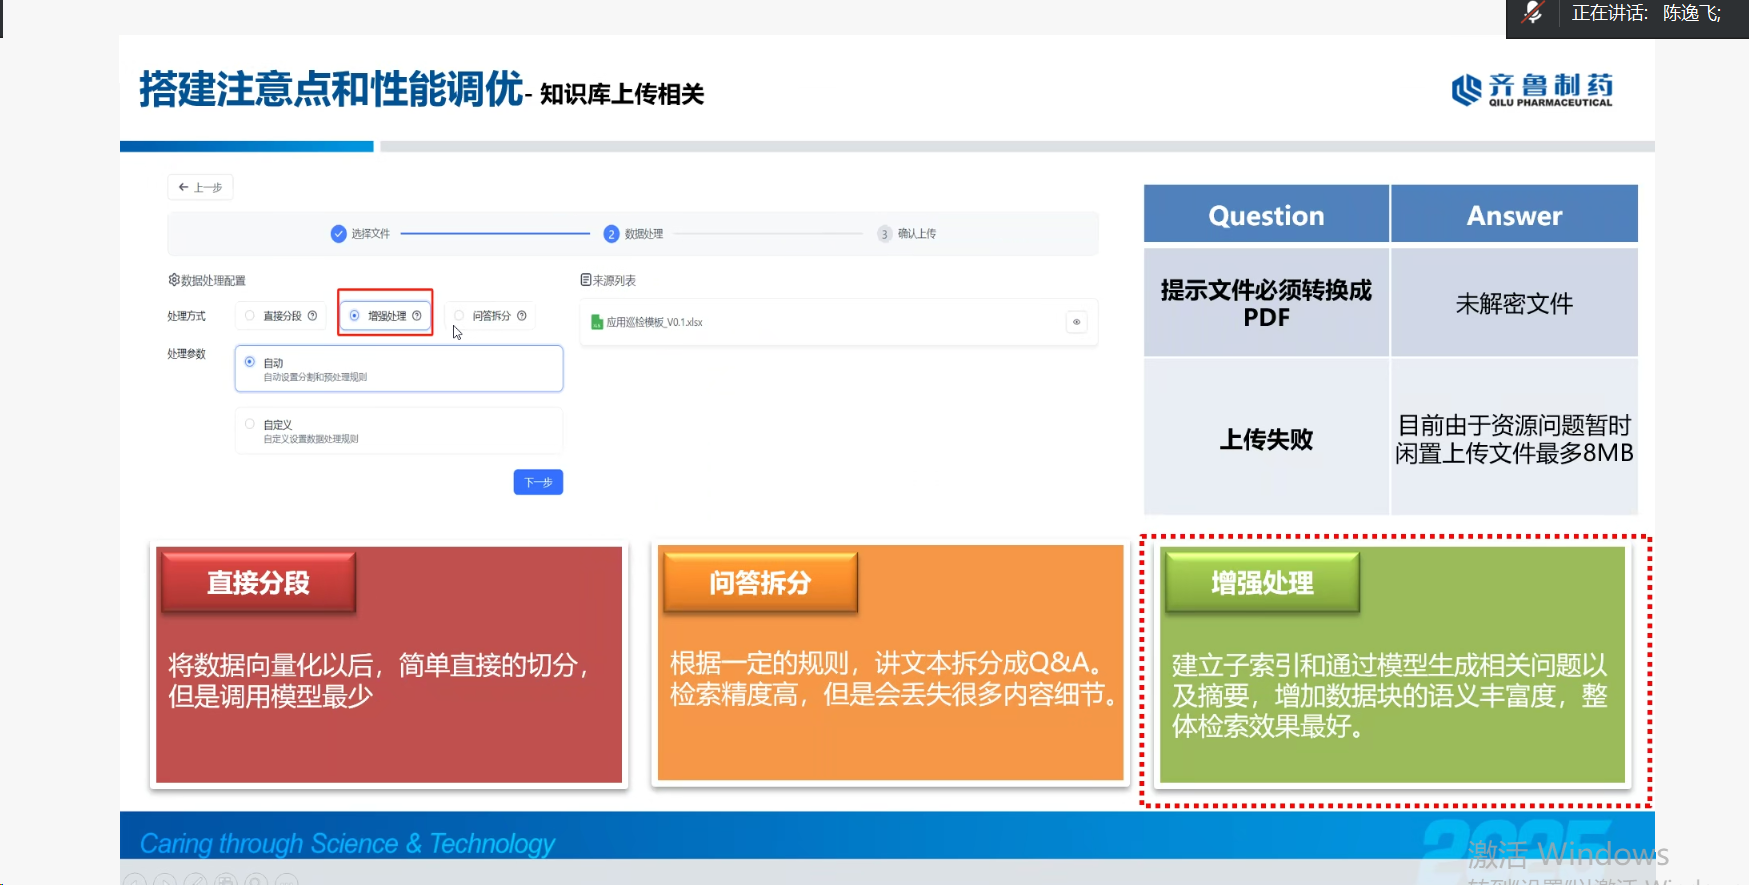 正在讲话: 陈逸飞;
搭建注意点和性能调优- 知识库上传相关
齐鲁制药
QILU PHARMACEUTICAL
上一步
选择文件
2 数据处理
3 确认上传
数据处理配置
处理方式
直接分段
增强处理
问答拆分
处理参数
自动
自动设置分割和预处理规则
自定义
自定义设置数据处理规则
下一步
来源列表
应用巡检模板_V0.1.xlsx
Question Answer
提示文件必须转换成
PDF
未解密文件
上传失败
目前由于资源问题暂时
闲置上传文件最多8MB
直接分段
将数据向量化以后，简单直接的切分，
但是调用模型最少
问答拆分
根据一定的规则，讲文本拆分成Q&A。
检索精度高，但是会丢失很多内容细节。
增强处理
建立子索引和通过模型生成相关问题以
及摘要，增加数据块的语义丰富度，整
体检索效果最好。
Caring through Science & Technology
2025
激活 Windows